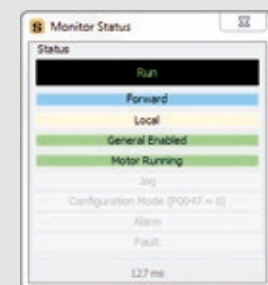 S Monitor Status
Status
Run
Forward
Local
General Enabled
Motor Running
Jog
Configuration Mode (P0047 = 0)
Alarm
Fault
127 ms